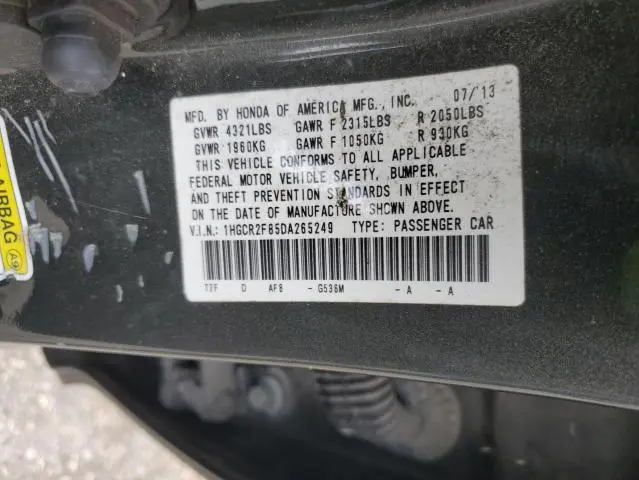 MFD. BY HONDA OF AMERICA MFG., INC. 07/'13
GVWR 4321LBS GAWR F 2315LBS R 2050LBS
GVWR 1960KG GAWR F 1050KG R 930KG
THIS VEHICLE CONFORMS TO ALL APPLICABLE
FEDERAL MOTOR VEHICLE SAFETY, BUMPER,
AND THEFT PREVENTION STANDARDS IN EFFECT
ON THE DATE OF MANUFACTURE SHOWN ABOVE.
V.I.N.: 1HGCR2F85DA265249 TYPE: PASSENGER CAR
T2F D AF8 - G536M - A - A
AIRBAG A9